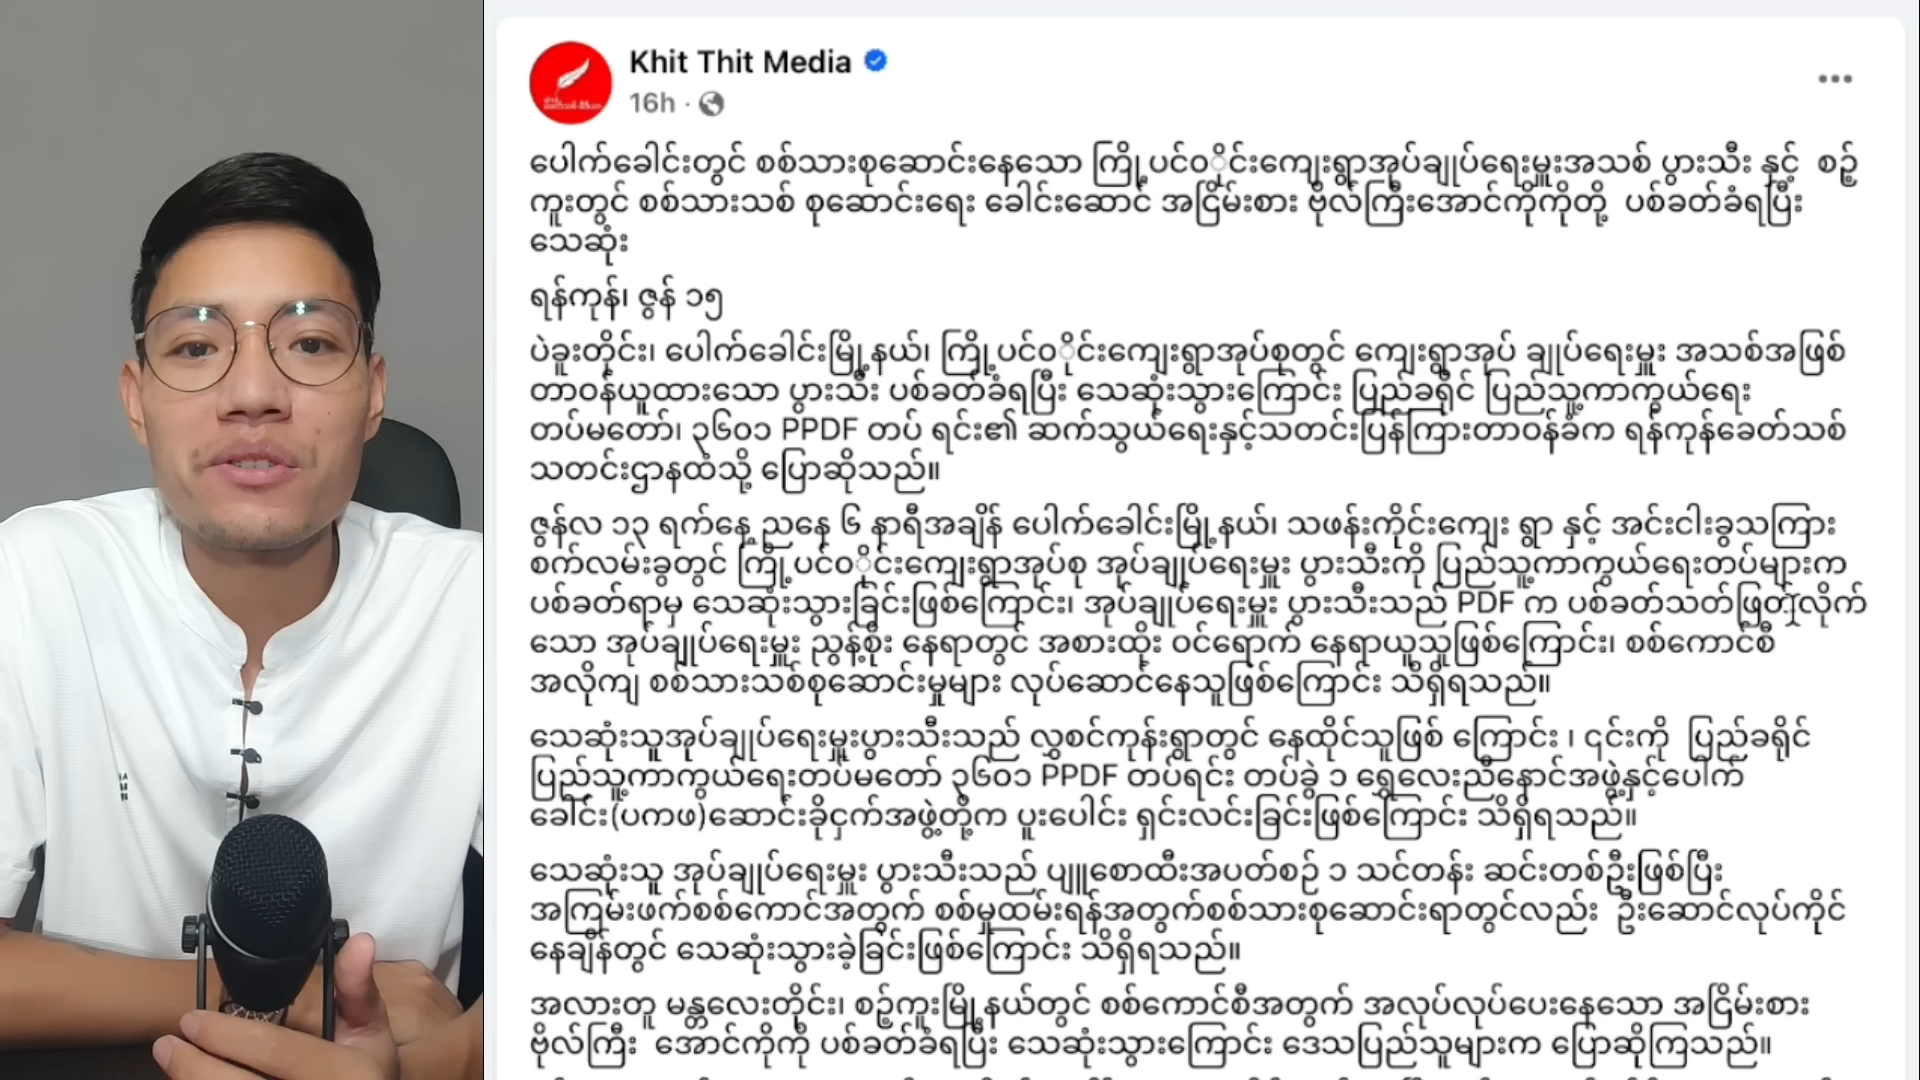 Khit Thit Media
16h ·
ပေါက်ခေါင်းတွင် စစ်သားစုဆောင်းနေသော ကြို့ပင်ဝိုင်းကျေးရွာအုပ်ချုပ်ရေးမှူးအသစ် ပွားသီး နှင့် စဉ့်
ကူးတွင် စစ်သားသစ် စုဆောင်းရေး ခေါင်းဆောင် အငြိမ်းစား ဗိုလ်ကြီးအောင်ကိုကိုတို့ ပစ်ခတ်ခံရပြီး
သေဆုံး
ရန်ကုန်၊ ဇွန် ၁၅
ပဲခူးတိုင်း၊ ပေါက်ခေါင်းမြို့နယ်၊ ကြို့ပင်ဝိုင်းကျေးရွာအုပ်စုတွင် ကျေးရွာအုပ် ချုပ်ရေးမှူး အသစ်အဖြစ်
တာဝန်ယူထားသော ပွားသီး ပစ်ခတ်ခံရပြီး သေဆုံးသွားကြောင်း ပြည်ခရိုင် ပြည်သူ့ကာကွယ်ရေး
တပ်မတော်၊ ၃၆၀၁ PPDF တပ် ရင်း၏ ဆက်သွယ်ရေးနှင့်သတင်းပြန်ကြားတာဝန်ခံက ရန်ကုန်ခေတ်သစ်
သတင်းဌာနထံသို့ ပြောဆိုသည်။
ဇွန်လ ၁၃ ရက်နေ့ ညနေ ၆ နာရီအချိန် ပေါက်ခေါင်းမြို့နယ်၊ သဖန်းကိုင်းကျေး ရွာ နှင့် အင်းငါးခွသကြား
စက်လမ်းခွတွင် ကြို့ပင်ဝိုင်းကျေးရွာအုပ်စု အုပ်ချုပ်ရေးမှူး ပွားသီးကို ပြည်သူ့ကာကွယ်ရေးတပ်များက
ပစ်ခတ်ရာမှ သေဆုံးသွားခြင်းဖြစ်ကြောင်း၊ အုပ်ချုပ်ရေးမှူး ပွားသီးသည် PDF က ပစ်ခတ်သတ်ဖြတ်လိုက်
သော အုပ်ချုပ်ရေးမှူး ညွန့်စိုး နေရာတွင် အစားထိုး ဝင်ရောက် နေရာယူသူဖြစ်ကြောင်း၊ စစ်ကောင်စီ
အလိုကျ စစ်သားသစ်စုဆောင်းမှုများ လုပ်ဆောင်နေသူဖြစ်ကြောင်း သိရှိရသည်။
သေဆုံးသူအုပ်ချုပ်ရေးမှူးပွားသီးသည် လွှစင်ကုန်းရွာတွင် နေထိုင်သူဖြစ် ကြောင်း ၊ ၎င်းကို ပြည်ခရိုင်
ပြည်သူ့ကာကွယ်ရေးတပ်မတော် ၃၆၀၁ PPDF တပ်ရင်း တပ်ခွဲ ၁ ရွှေလေးညီနောင်အဖွဲ့နှင့်ပေါက်
ခေါင်း(ပကဖ)ဆောင်းခိုငှက်အဖွဲ့တို့က ပူးပေါင်း ရှင်းလင်းခြင်းဖြစ်ကြောင်း သိရှိရသည်။
သေဆုံးသူ အုပ်ချုပ်ရေးမှူး ပွားသီးသည် ပျူစောထီးအပတ်စဉ် ၁ သင်တန်း ဆင်းတစ်ဦးဖြစ်ပြီး
အကြမ်းဖက်စစ်ကောင်အတွက် စစ်မှုထမ်းရန်အတွက်စစ်သားစုဆောင်းရာတွင်လည်း ဦးဆောင်လုပ်ကိုင်
နေချိန်တွင် သေဆုံးသွားခဲ့ခြင်းဖြစ်ကြောင်း သိရှိရသည်။
အလားတူ မန္တလေးတိုင်း၊ စဉ့်ကူးမြို့နယ်တွင် စစ်ကောင်စီအတွက် အလုပ်လုပ်ပေးနေသော အငြိမ်းစား
ဗိုလ်ကြီး အောင်ကိုကို ပစ်ခတ်ခံရပြီး သေဆုံးသွားကြောင်း ဒေသပြည်သူများက ပြောဆိုကြသည်။